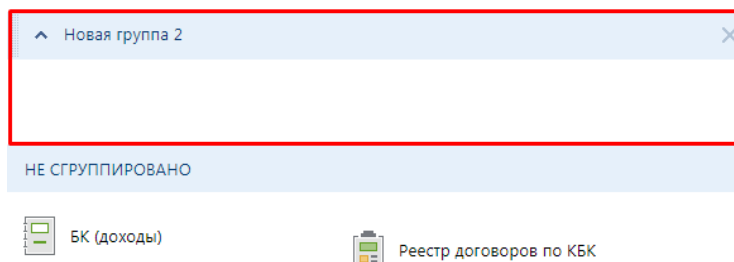 Новая группа 2
НЕ СГРУППИРОВАНО
БК (доходы)
Реестр договоров по КБК